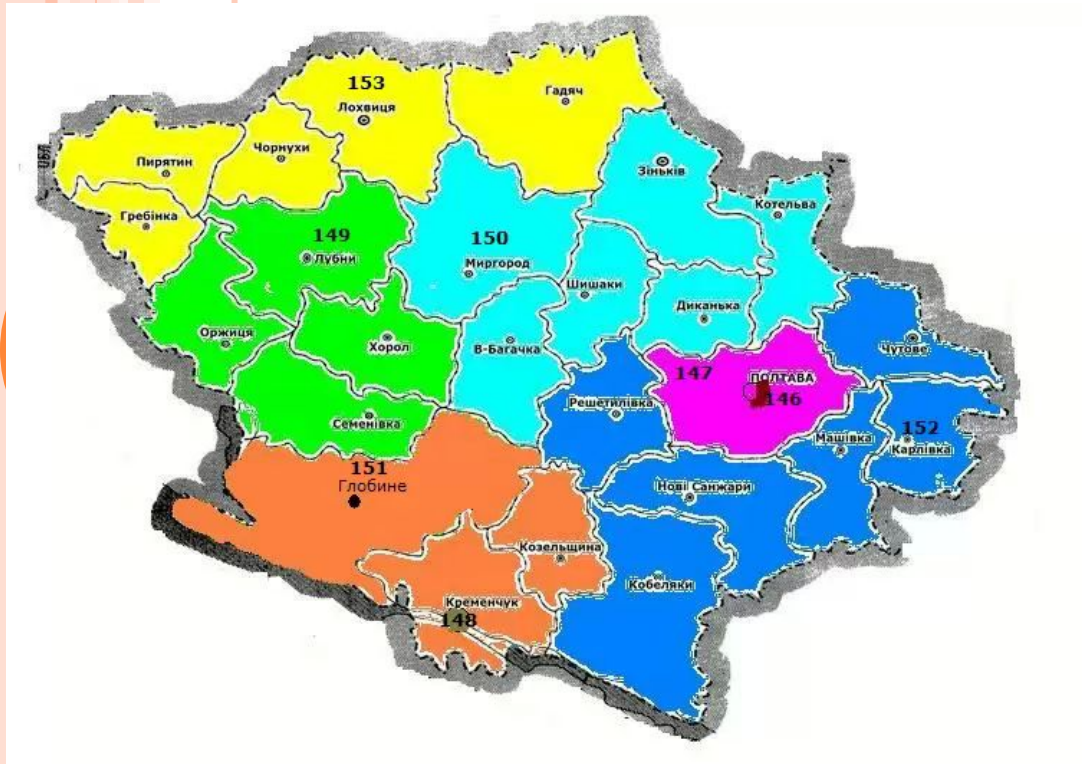 153
Лохвиця
Гадяч
Чорнухи
Пирятин
Зіньків
Котельва
Гребінка
149
Лубни
150
Миргород
Шишаки
Диканька
Оржиця
Хорол
В-Багачка
Чутове
147
ПОЛТАВА
146
Решетилівка
Семенівка
Машівка
152
Карлівка
151
Глобине
Нові Санжари
Козельщина
Кобеляки
Кременчук
148